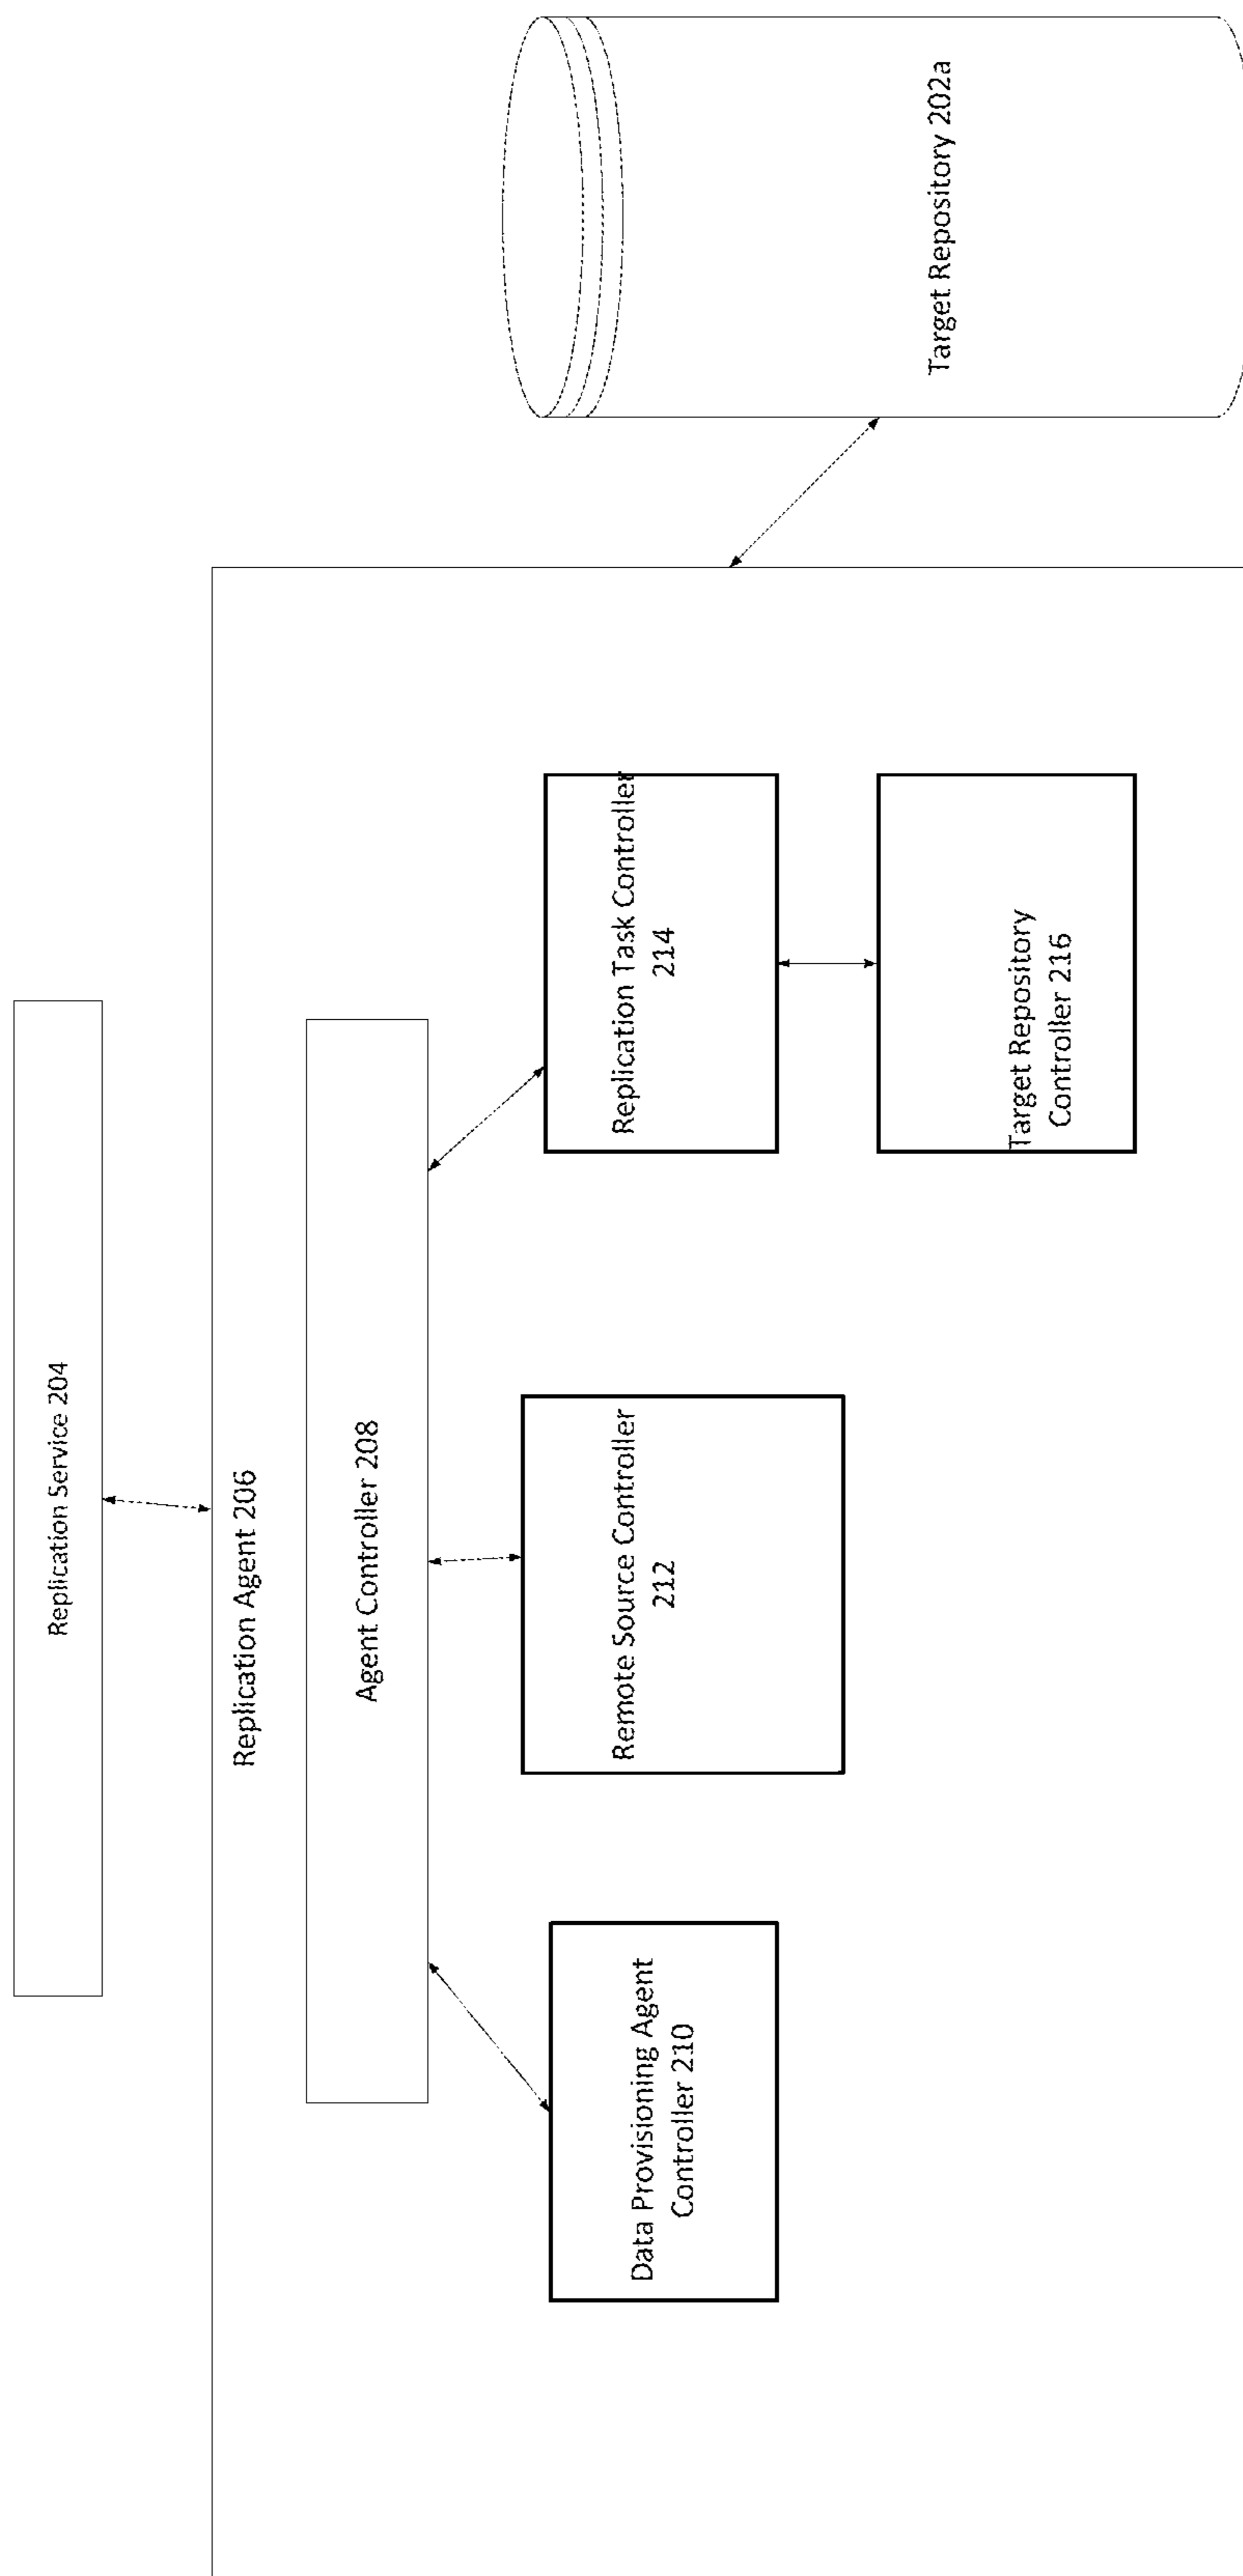 Replication Service 204
Replication Agent 206
Agent Controller 208
Data Provisioning Agent
Controller 210
Remote Source Controller
212
Replication Task Controller
214
Target Repository
Controller 216
Target Repository 202a